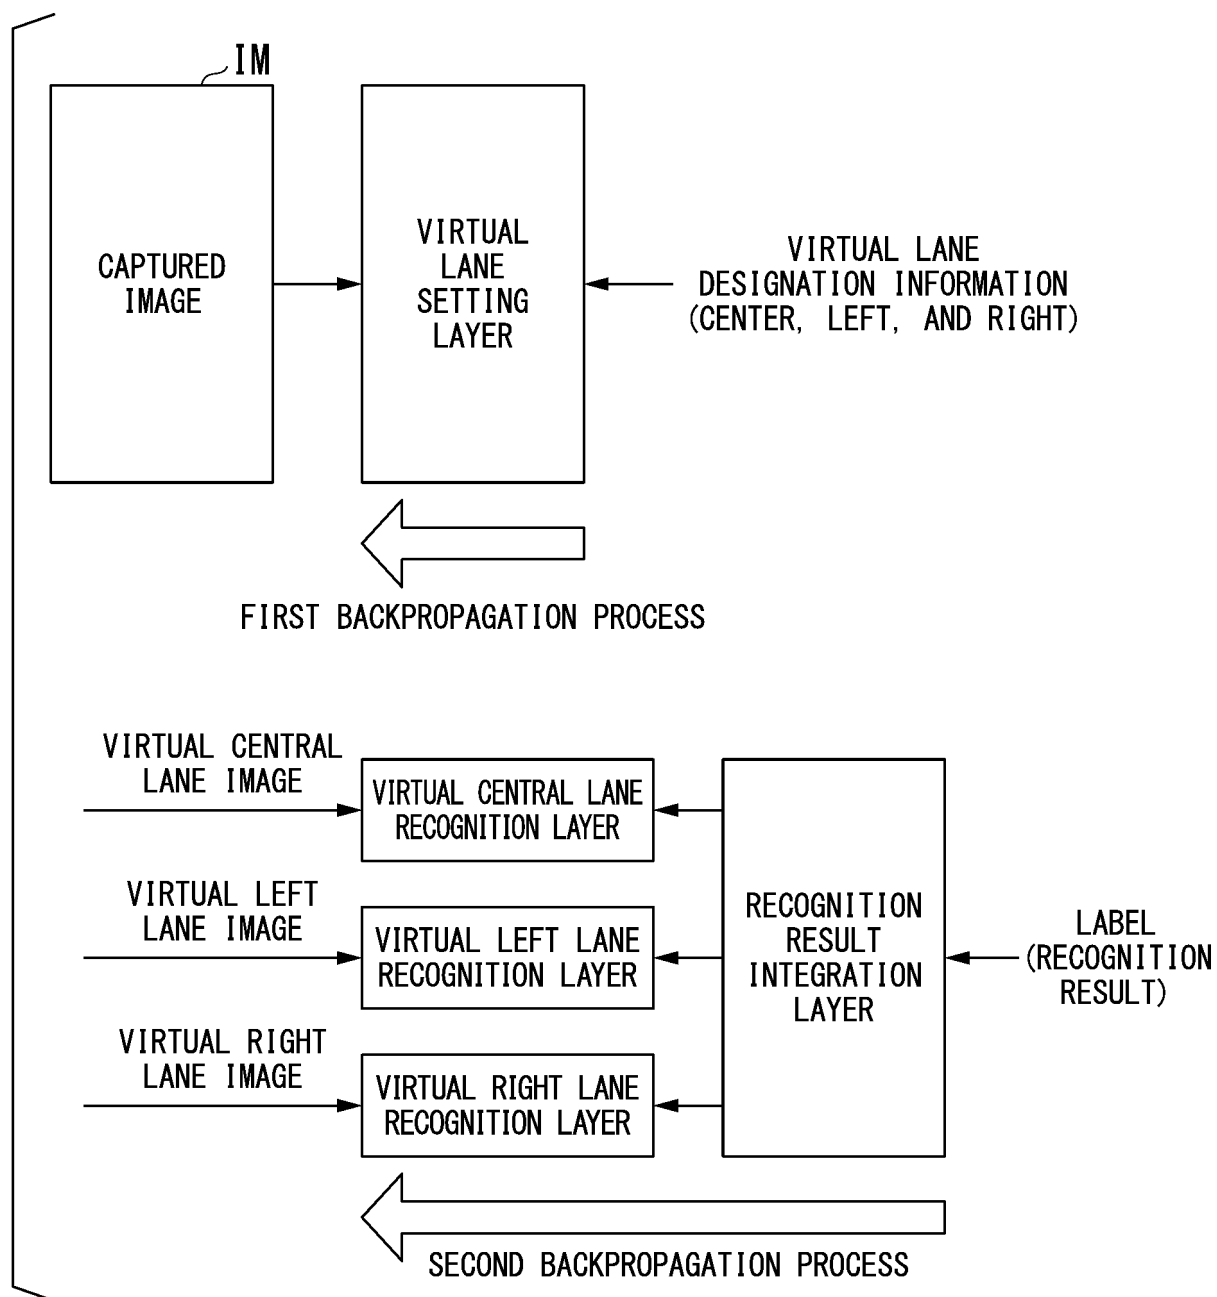 IM
CAPTURED
IMAGE
VIRTUAL
LANE
SETTING
LAYER
VIRTUAL LANE
DESIGNATION INFORMATION
(CENTER, LEFT, AND RIGHT)
FIRST BACKPROPAGATION PROCESS
VIRTUAL CENTRAL
LANE IMAGE
VIRTUAL CENTRAL LANE
RECOGNITION LAYER
VIRTUAL LEFT
LANE IMAGE
VIRTUAL LEFT LANE
RECOGNITION LAYER
VIRTUAL RIGHT
LANE IMAGE
VIRTUAL RIGHT LANE
RECOGNITION LAYER
RECOGNITION
RESULT
INTEGRATION
LAYER
LABEL
(RECOGNITION
RESULT)
SECOND BACKPROPAGATION PROCESS